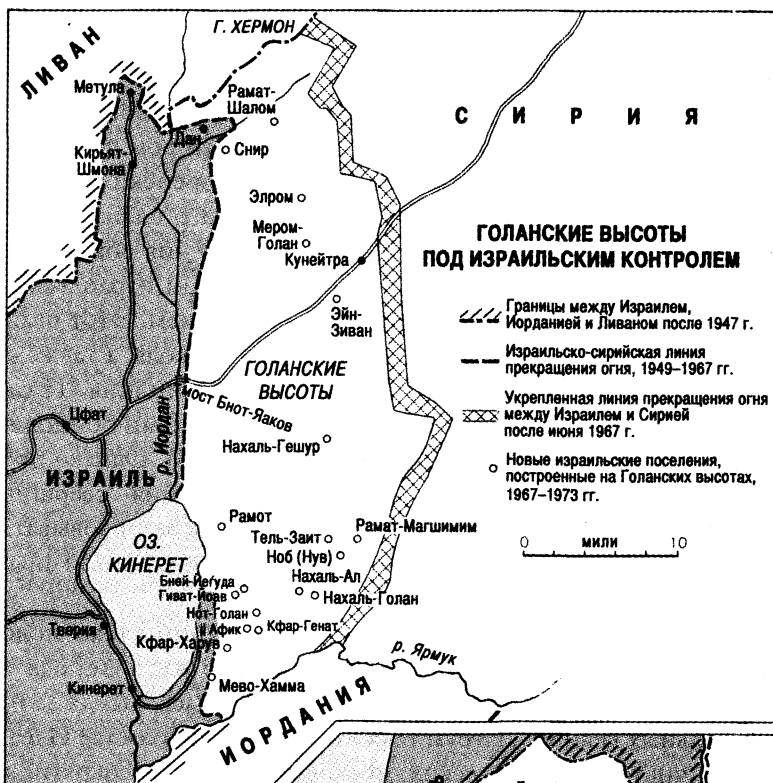 Г. ХЕРМОН
ЛИВАН
Метула
Рамат-
Шалом
СИРИЯ
Дан
Снир
Кирьят-
Шмона
Элром
Мером-
Голан
Кунейтра
ГОЛАНСКИЕ ВЫСОТЫ
ПОД ИЗРАИЛЬСКИМ КОНТРОЛЕМ
Эйн-
Зиван
Границы между Израилем,
Иорданией и Ливаном после 1947 г.
Израильско-сирийская линия
прекращения огня, 1949–1967 гг.
Укрепленная линия прекращения огня
между Израилем и Сирией
после июня 1967 г.
Новые израильские поселения,
построенные на Голанских высотах,
1967–1973 гг.
0 МИЛИ 10
ГОЛАНСКИЕ
ВЫСОТЫ
мост Бнот-Яаков
Цфат
р. Иордан
Нахаль-Гешур
ИЗРАИЛЬ
Рамот
ОЗ.
КИНЕРЕТ
Тель-Заит
Рамат-Магшимим
Ноб (Нув)
Бней-Йегуда
Гиват-Йоав
Нахаль-Ал
Нахаль-Голан
Нот-Голан
Афик
Кфар-Генат
Тверия
Кфар-Харув
р. Ярмук
Кинерет
Мево-Хамма
ИОРДАНИЯ